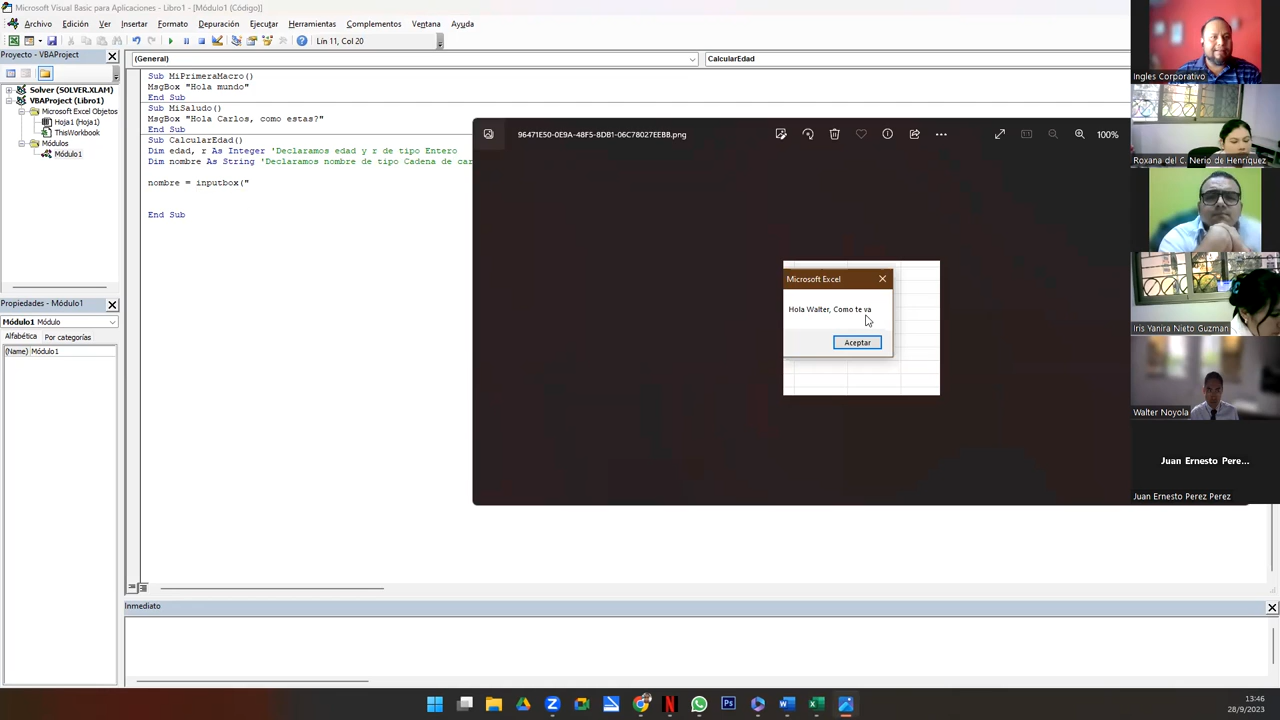 Microsoft Visual Basic para Aplicaciones - Libro1 - [Módulo1 (Código)]
Archivo Edición Ver Insertar Formato Depuración Ejecutar Herramientas Complementos Ventana Ayuda
Lín 11, Col 20
Proyecto - VBAProject
(General)
CalcularEdad
Solver (SOLVER.XLAM)
VBAProject (Libro1)
Microsoft Excel Objetos
Hoja1 (Hoja1)
ThisWorkbook
Módulos
Módulo1
Sub MiPrimeraMacro()
MsgBox "Hola mundo"
End Sub
Sub MiSaludo()
MsgBox "Hola Carlos, como estas?"
End Sub
Sub CalcularEdad()
Dim edad, r As Integer 'Declaramos edad y r de tipo Entero
Dim nombre As String 'Declaramos nombre de tipo Cadena de car
nombre = inputbox("
End Sub
96471E50-0E9A-48F5-8DB1-06C78027EEBB.png
100%
Microsoft Excel
Hola Walter, Como te va
Aceptar
Propiedades - Módulo1
Módulo1 Módulo
Alfabética Por categorías
(Name) Módulo1
Inmediato
Ingles Corporativo
Roxana del C. Nerio de Henríquez
Iris Yanira Nieto Guzman
Walter Noyola
Juan Ernesto Pere...
Juan Ernesto Perez Perez
13:46
28/9/2023